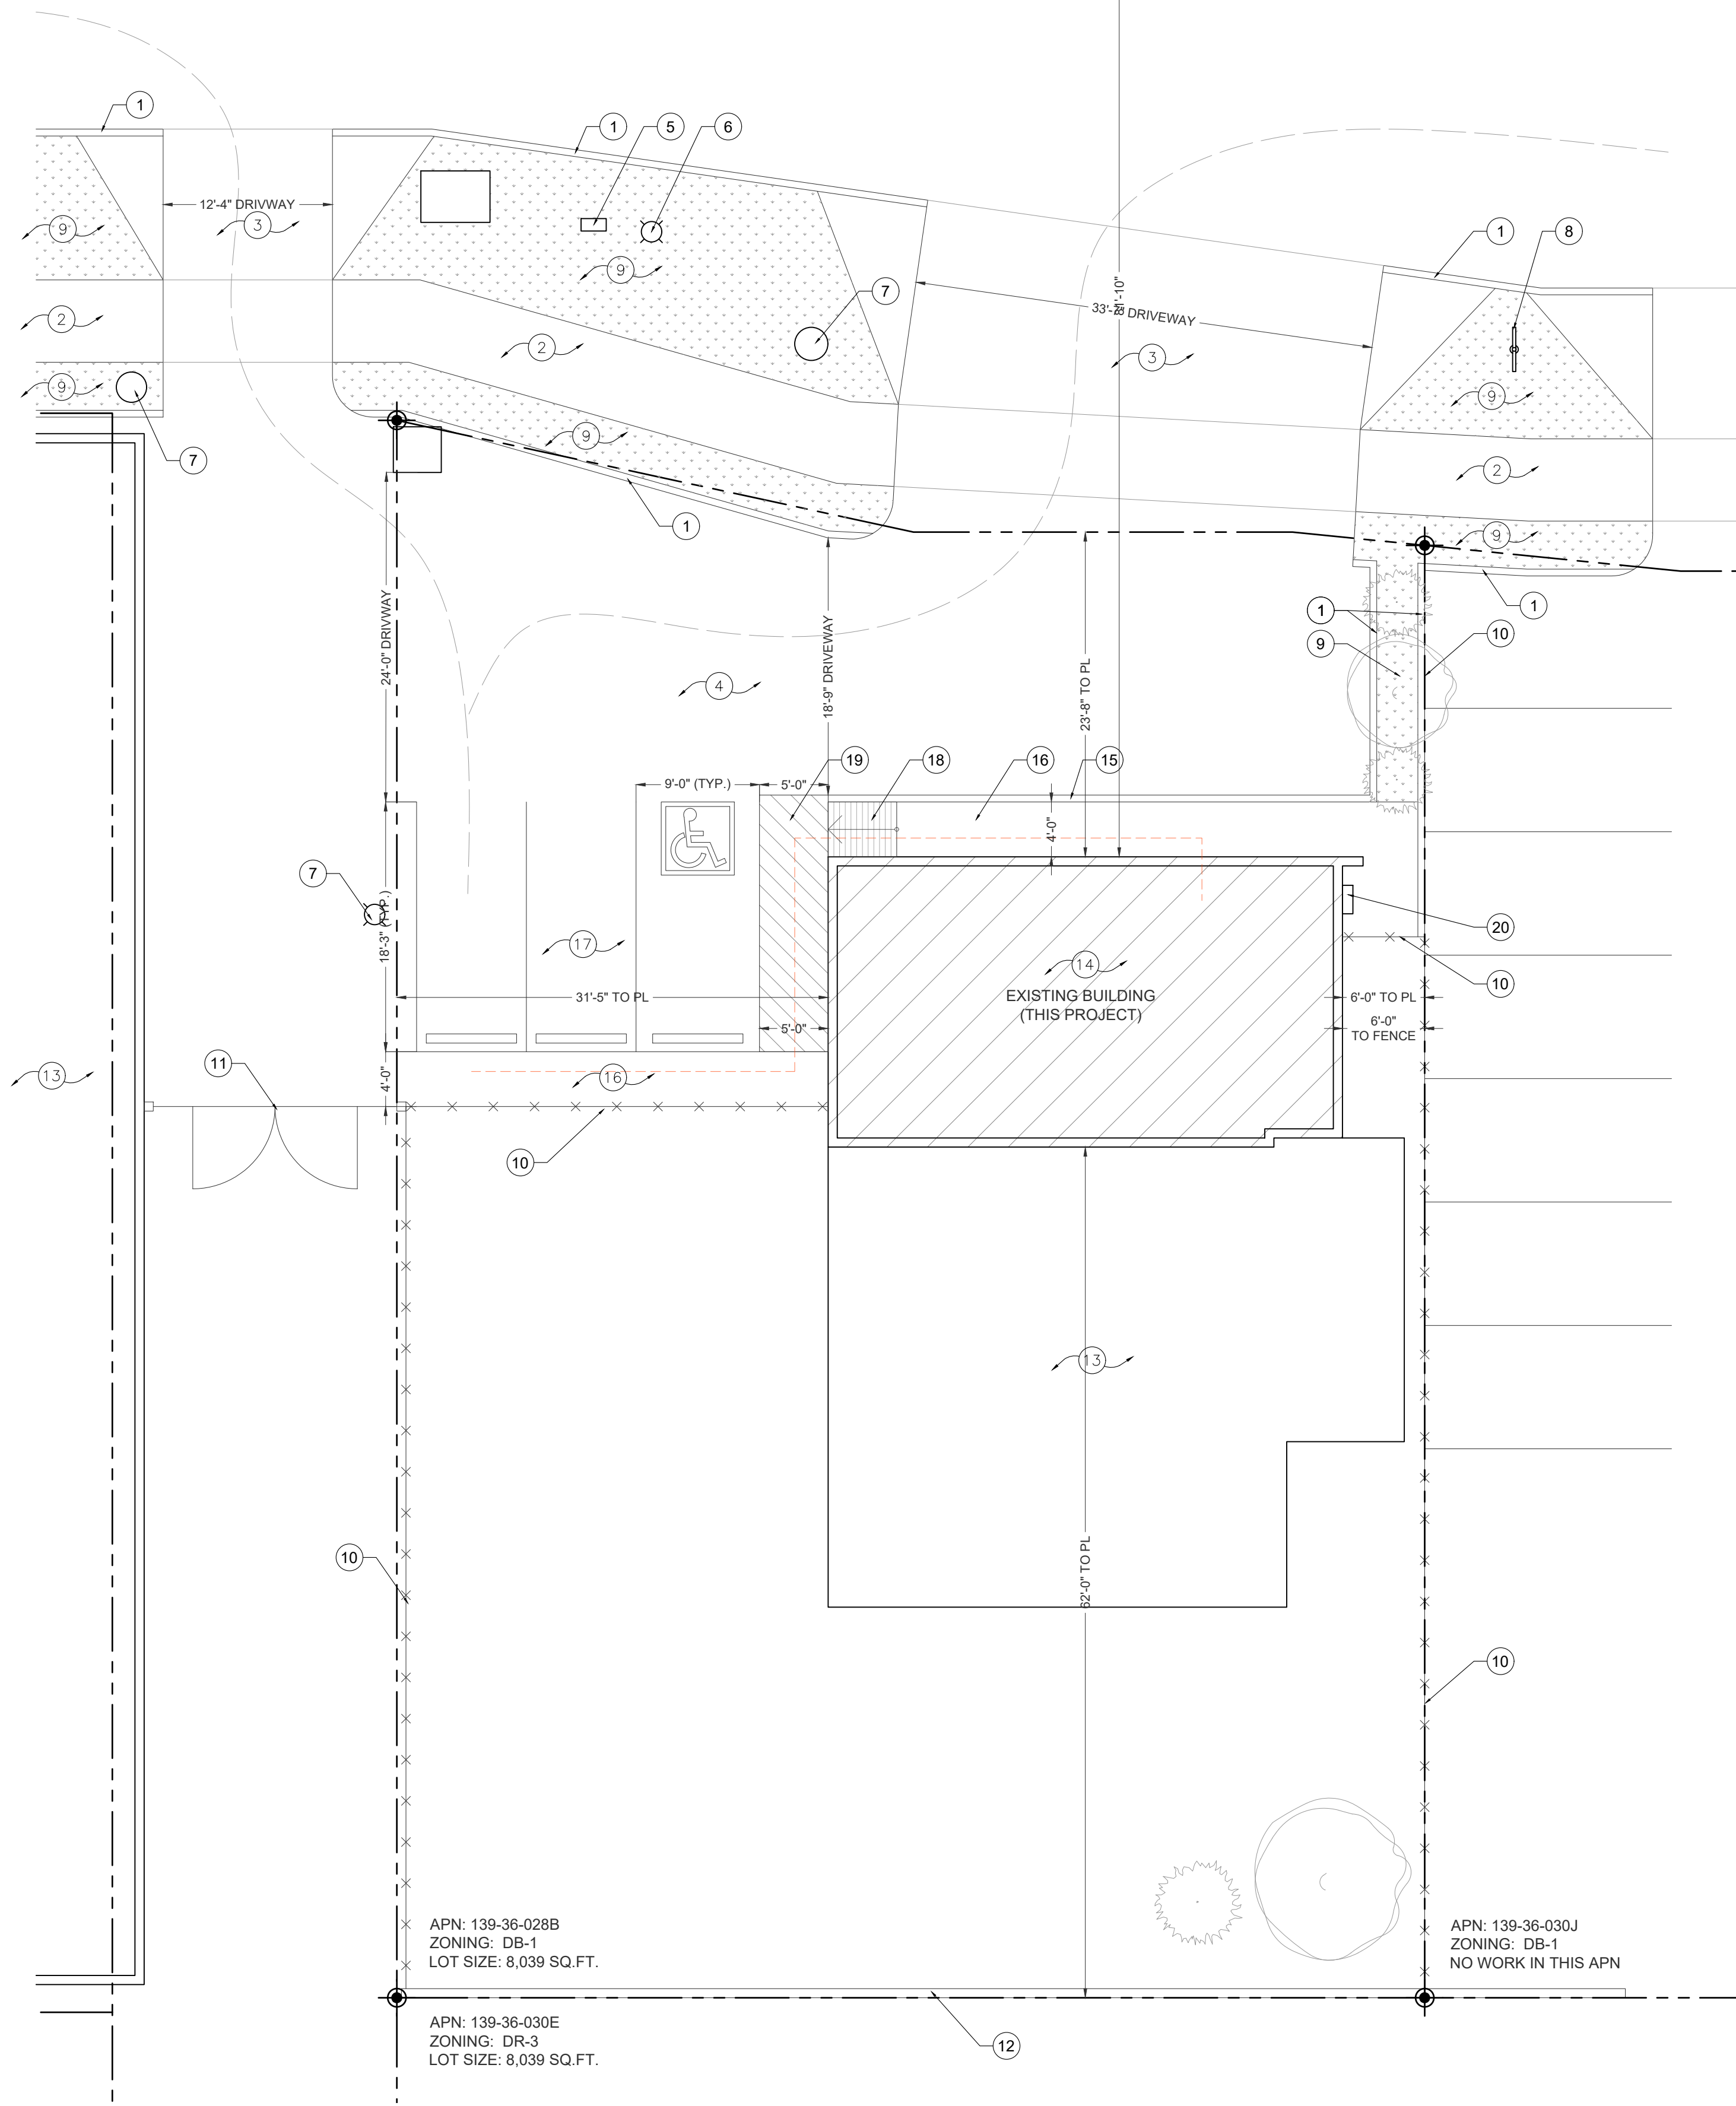 1
1
5
6
12'-4" DRIVWAY
3
9
9
1
8
7
33'- DRIVEWAY
'-10"
2
2
3
9
9
9
7
2
9
1
24'-0" DRIVWAY
18'-9" DRIVEWAY
23'-8" TO PL
1
1
10
9
4
19
18
16
15
9'-0" (TYP.)
5'-0"
4'-0"
7
18'-3" (TYP.)
17
14
20
10
31'-5" TO PL
EXISTING BUILDING
(THIS PROJECT)
6'-0" TO PL
6'-0"
TO FENCE
5'-0"
13
11
4'-0"
16
10
13
10
62'-0" TO PL
10
APN: 139-36-028B
ZONING: DB-1
LOT SIZE: 8,039 SQ.FT.
APN: 139-36-030J
ZONING: DB-1
NO WORK IN THIS APN
APN: 139-36-030E
ZONING: DR-3
LOT SIZE: 8,039 SQ.FT.
12